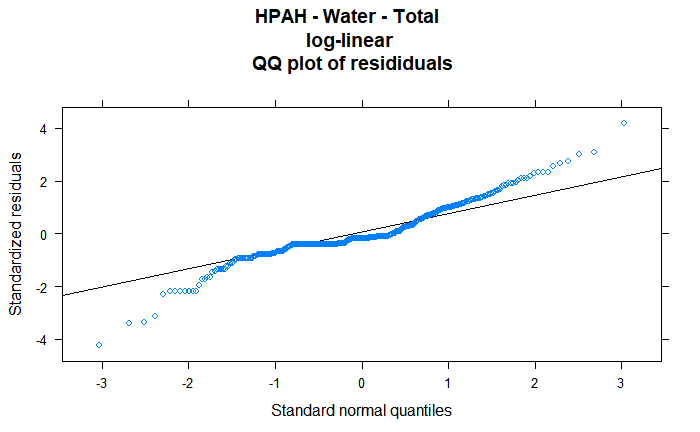 HPAH - Water - Total
log-linear
QQ plot of resididuals
Standardized residuals
4
2
0
-2
-4
-3
-2
-1
0
1
2
3
Standard normal quantiles